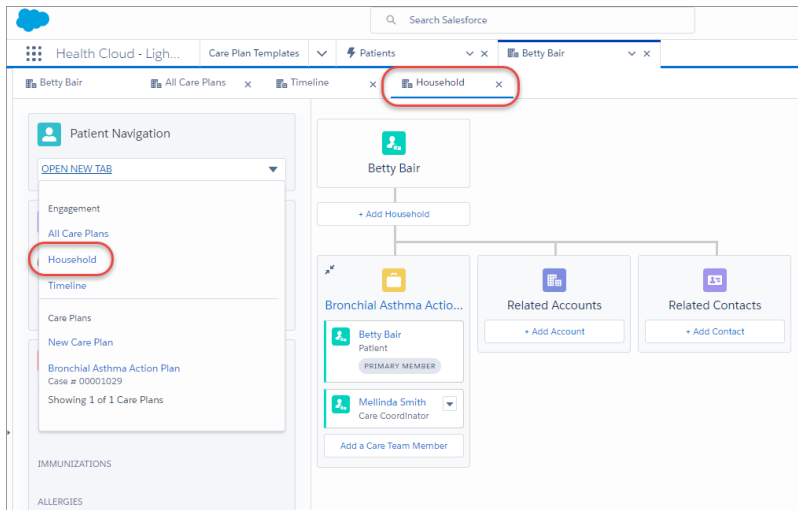 Search Salesforce
Health Cloud - Ligh...
Care Plan Templates
Patients
Betty Bair
Betty Bair
All Care Plans
Timeline
Household
Patient Navigation
OPEN NEW TAB
Engagement
All Care Plans
Household
Timeline
Care Plans
New Care Plan
Bronchial Asthma Action Plan
Case # 00001029
Showing 1 of 1 Care Plans
IMMUNIZATIONS
ALLERGIES
Betty Bair
+ Add Household
Bronchial Asthma Actio...
Betty Bair
Patient
PRIMARY MEMBER
Mellinda Smith
Care Coordinator
Add a Care Team Member
Related Accounts
+ Add Account
Related Contacts
+ Add Contact